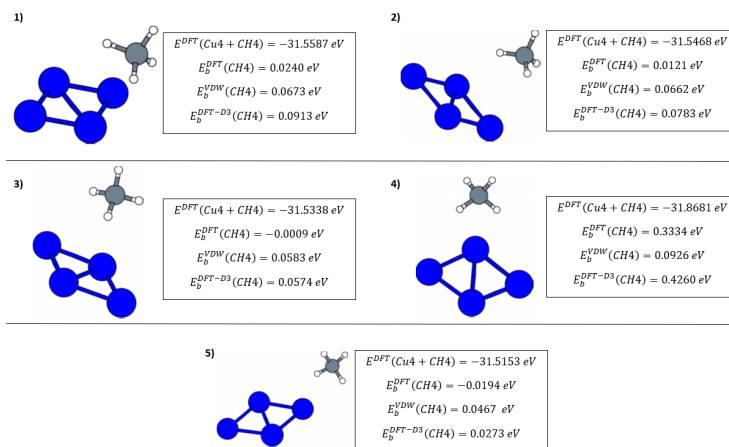 1)
E^{DFT}(Cu4 + CH4) = −31.5587 eV
E_b^{DFT}(CH4) = 0.0240 eV
E_b^{VDW}(CH4) = 0.0673 eV
E_b^{DFT−D3}(CH4) = 0.0913 eV
2)
E^{DFT}(Cu4 + CH4) = −31.5468 eV
E_b^{DFT}(CH4) = 0.0121 eV
E_b^{VDW}(CH4) = 0.0662 eV
E_b^{DFT−D3}(CH4) = 0.0783 eV
3)
E^{DFT}(Cu4 + CH4) = −31.5338 eV
E_b^{DFT}(CH4) = −0.0009 eV
E_b^{VDW}(CH4) = 0.0583 eV
E_b^{DFT−D3}(CH4) = 0.0574 eV
4)
E^{DFT}(Cu4 + CH4) = −31.8681 eV
E_b^{DFT}(CH4) = 0.3334 eV
E_b^{VDW}(CH4) = 0.0926 eV
E_b^{DFT−D3}(CH4) = 0.4260 eV
5)
E^{DFT}(Cu4 + CH4) = −31.5153 eV
E_b^{DFT}(CH4) = −0.0194 eV
E_b^{VDW}(CH4) = 0.0467 eV
E_b^{DFT−D3}(CH4) = 0.0273 eV